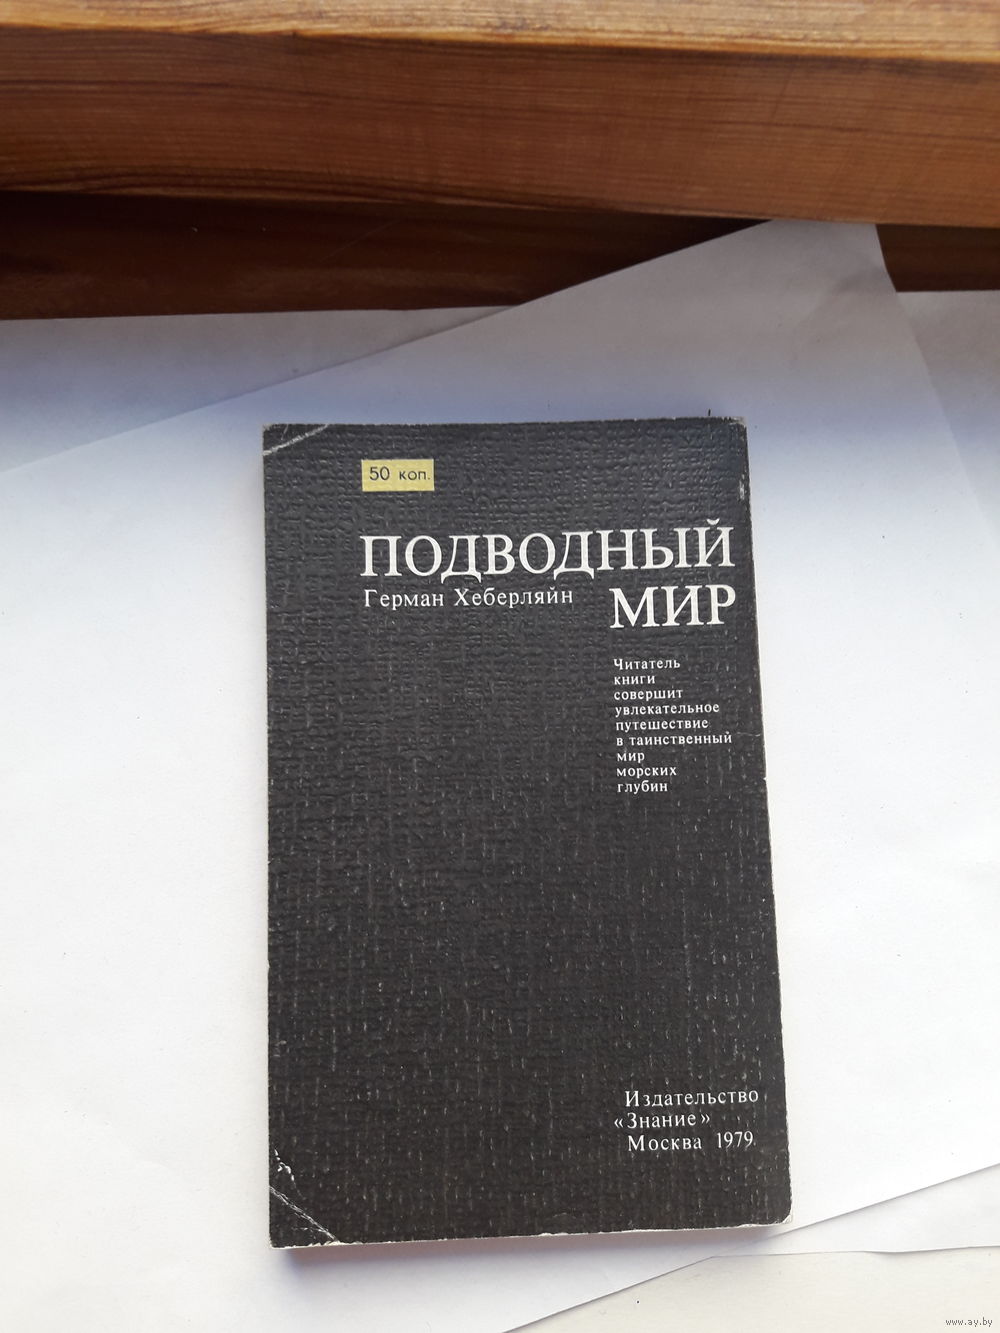 50 коп.
ПОДВОДНЫЙ
Герман Хеберляйн
МИР
Читатель
книги
совершит
увлекательное
путешествие
в таинственный
мир
морских
глубин
Издательство
«Знание»
Москва 1979
www.ay.by